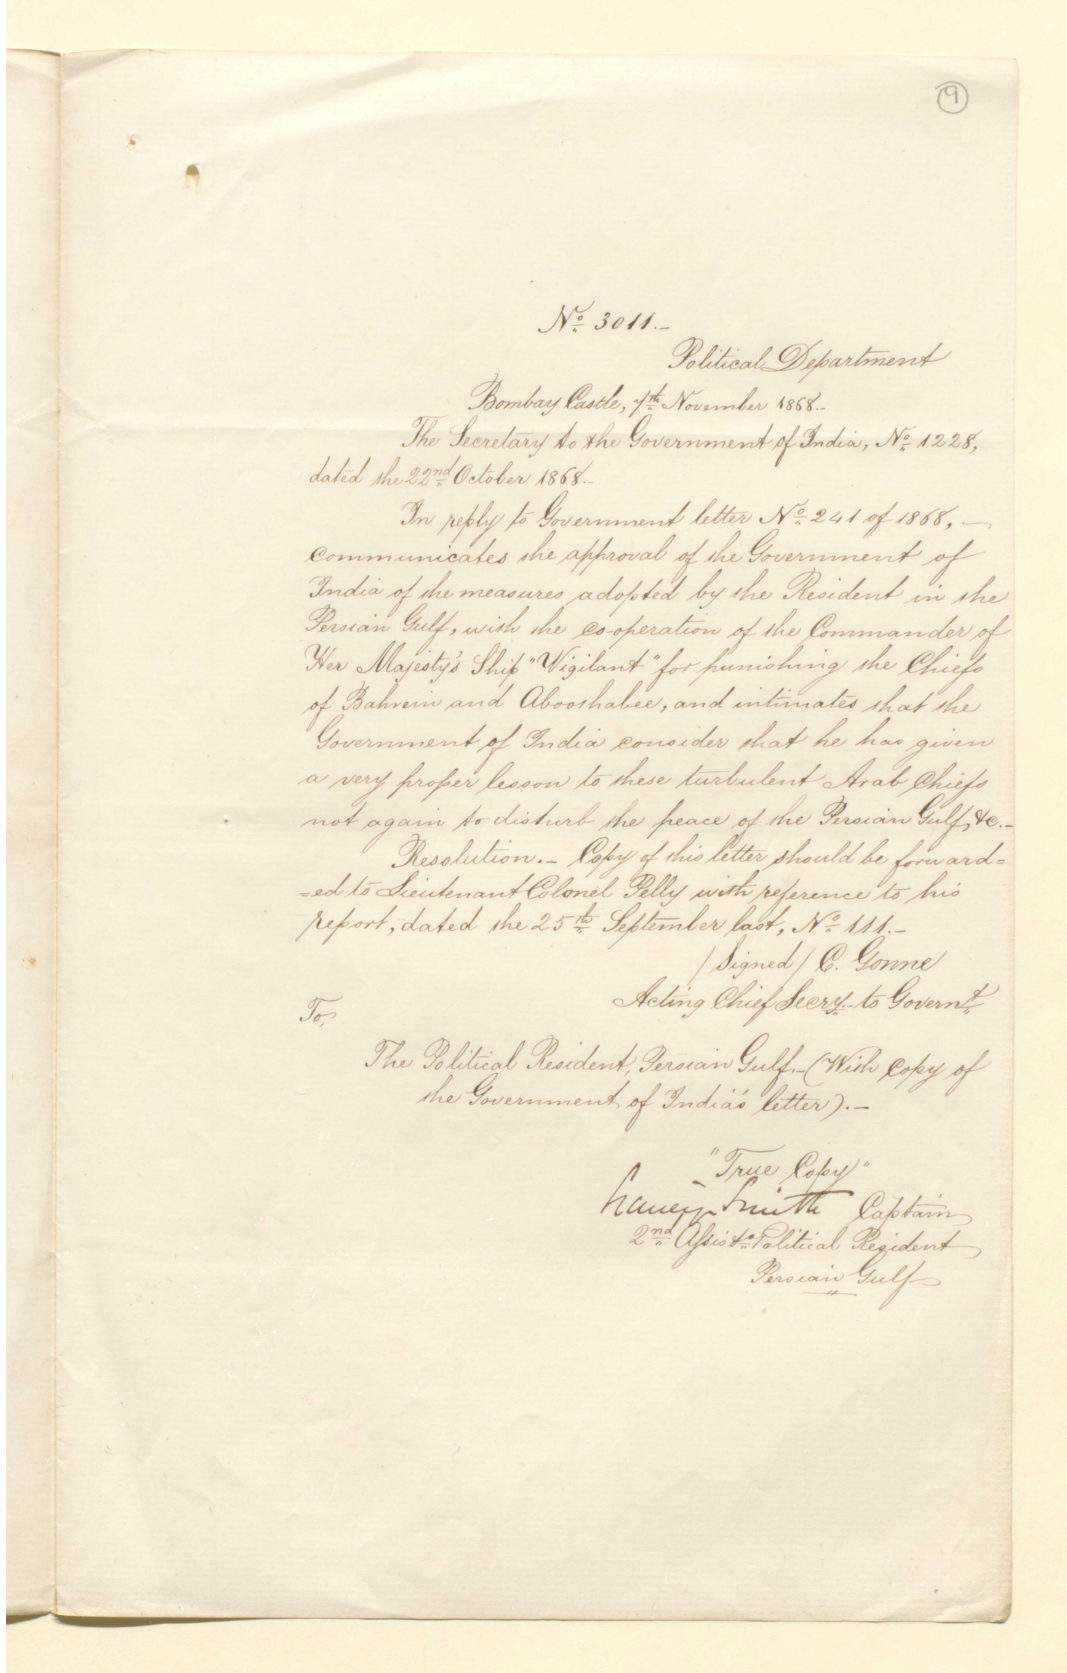 9
No. 3011.-
Political Department
Bombay Castle, 7th November 1868.-
The Secretary to the Government of India, No. 1228,
dated the 22nd October 1868.-
In reply to Government letter No. 241 of 1868, -
communicates the approval of the Government of
India of the measures adopted by the Resident in the
Persian Gulf, with the co-operation of the Commander of
Her Majesty's Ship "Vigilant" for punishing the Chiefs
of Bahrein and Abooshabee, and intimates that the
Government of India consider that he has given
a very proper lesson to these turbulent Arab Chiefs
not again to disturb the peace of the Persian Gulf, &c.-
Resolution.- Copy of this letter should be forward=
=ed to Lieutenant Colonel Pelly with reference to his
report, dated the 25th September last, No. 111.-
/Signed/ C. Gonne
Acting Chief Secry. to Governt.
To,
The Political Resident, Persian Gulf.- (With copy of
the Government of India's letter).-
"True Copy"
Smith Captain
2nd Assist. Political Resident
Persian Gulf